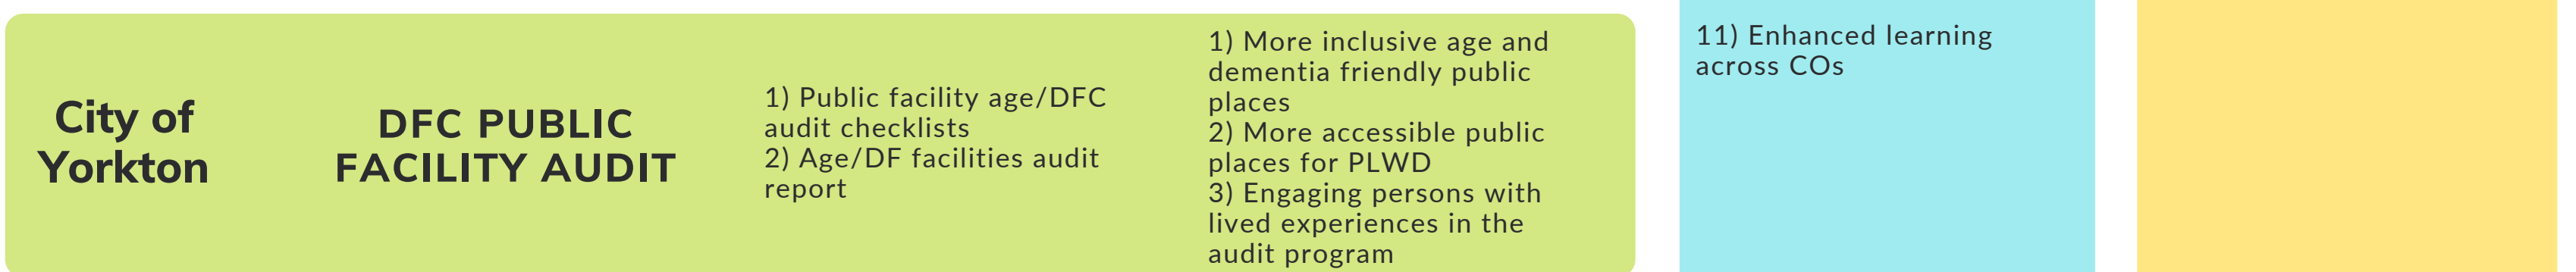 City of
Yorkton
DFC PUBLIC
FACILITY AUDIT
1) Public facility age/DFC
audit checklists
2) Age/DF facilities audit
report
1) More inclusive age and
dementia friendly public
places
2) More accessible public
places for PLWD
3) Engaging persons with
lived experiences in the
audit program
11) Enhanced learning
across COs